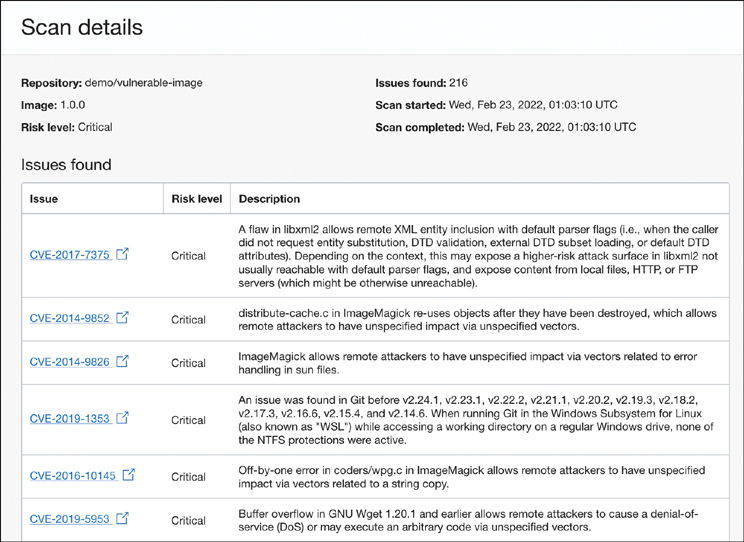 Scan details
Repository: demo/vulnerable-image
Issues found: 216
Image: 1.0.0
Scan started: Wed, Feb 23, 2022, 01:03:10 UTC
Risk level: Critical
Scan completed: Wed, Feb 23, 2022, 01:03:10 UTC
Issues found
Issue Risk level Description
CVE-2017-7375 Critical
A flaw in libxml2 allows remote XML entity inclusion with default parser flags (i.e., when the caller
did not request entity substitution, DTD validation, external DTD subset loading, or default DTD
attributes). Depending on the context, this may expose a higher-risk attack surface in libxml2 not
usually reachable with default parser flags, and expose content from local files, HTTP, or FTP
servers (which might be otherwise unreachable).
CVE-2014-9852 Critical
distribute-cache.c in ImageMagick re-uses objects after they have been destroyed, which allows
remote attackers to have unspecified impact via unspecified vectors.
CVE-2014-9826 Critical
ImageMagick allows remote attackers to have unspecified impact via vectors related to error
handling in sun files.
CVE-2019-1353 Critical
An issue was found in Git before v2.24.1, v2.23.1, v2.22.2, v2.21.1, v2.20.2, v2.19.3, v2.18.2,
v2.17.3, v2.16.6, v2.15.4, and v2.14.6. When running Git in the Windows Subsystem for Linux
(also known as "WSL") while accessing a working directory on a regular Windows drive, none of
the NTFS protections were active.
CVE-2016-10145 Critical
Off-by-one error in coders/wpg.c in ImageMagick allows remote attackers to have unspecified
impact via vectors related to a string copy.
CVE-2019-5953 Critical
Buffer overflow in GNU Wget 1.20.1 and earlier allows remote attackers to cause a denial-of-
service (DoS) or may execute an arbitrary code via unspecified vectors.